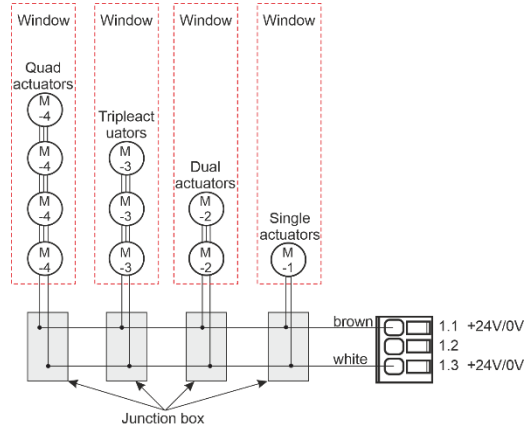 Window
Window
Window
Window
Quad
actuators
M
-4
M
-4
M
-4
M
-4
Tripleact
uators
M
-3
M
-3
M
-3
Dual
actuators
M
-2
M
-2
Single
actuators
M
-1
brown
white
1.1 +24V/0V
1.2
1.3 +24V/0V
Junction box